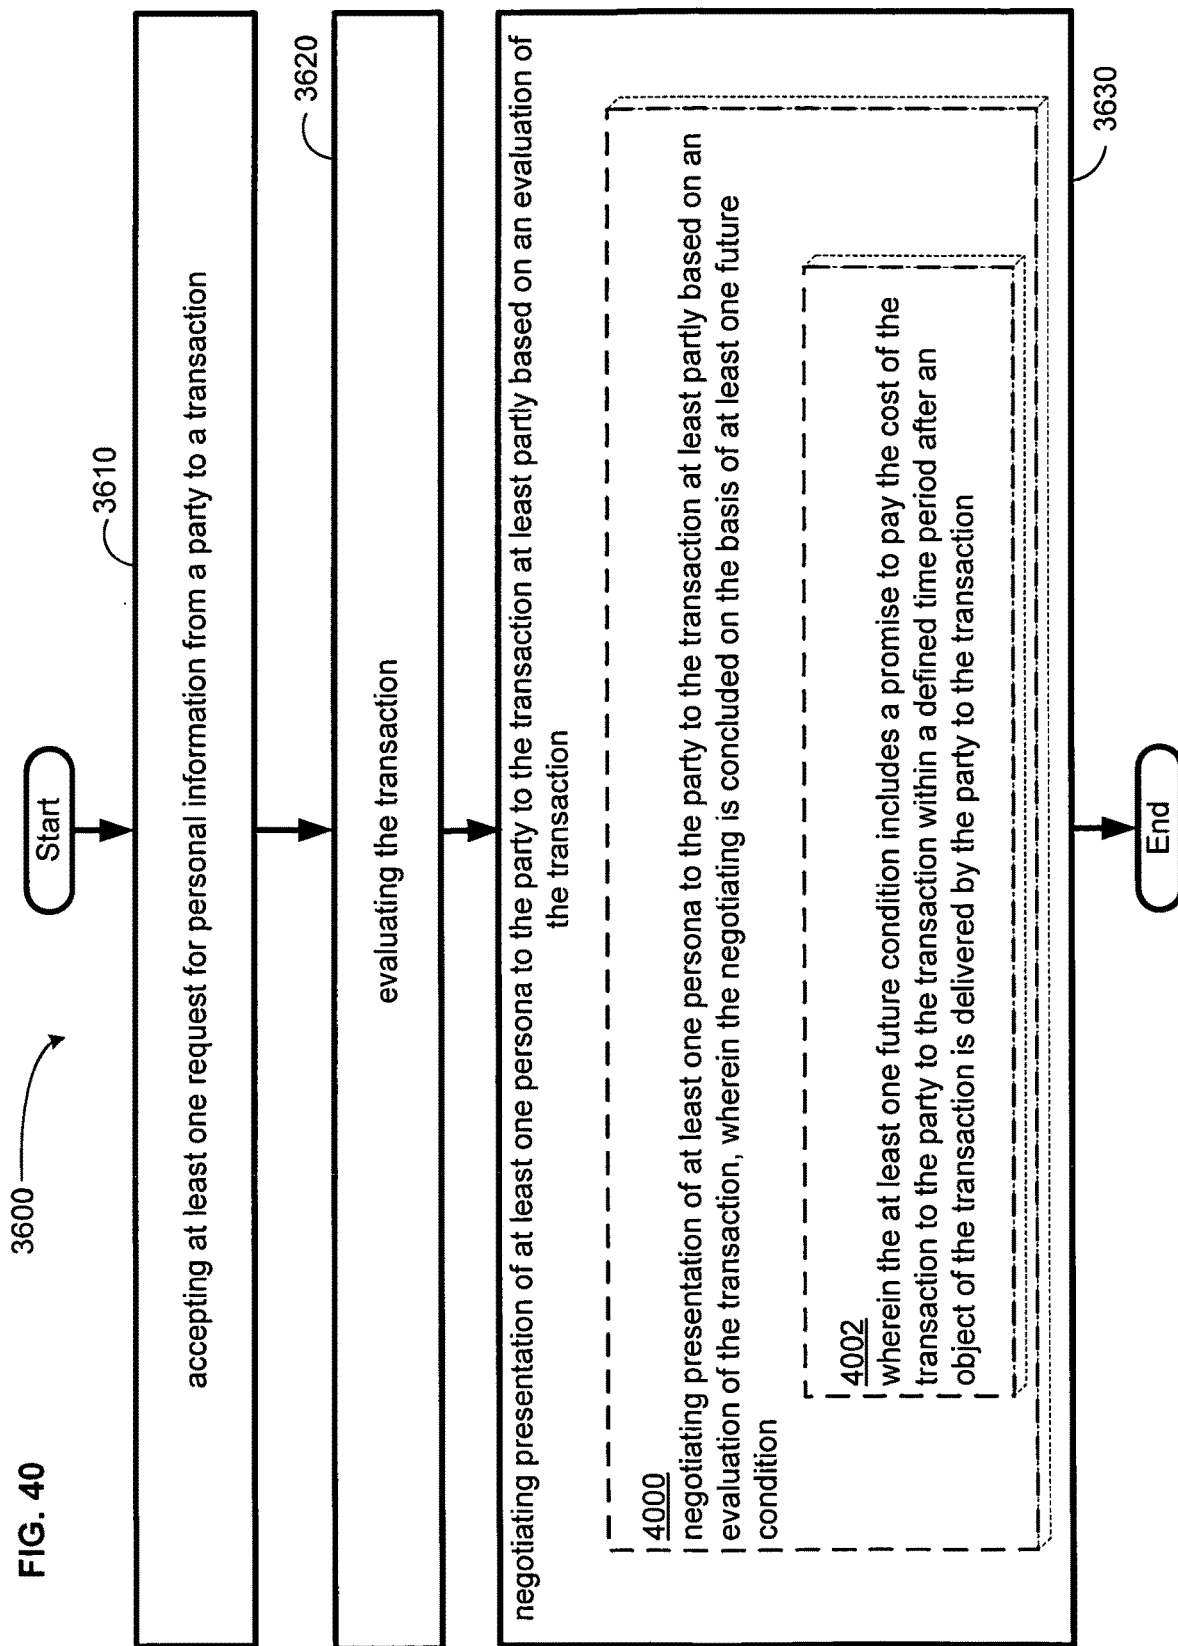 FIG. 40
3600
Start
3610
accepting at least one request for personal information from a party to a transaction
3620
evaluating the transaction
negotiating presentation of at least one persona to the party to the transaction at least partly based on an evaluation of
the transaction
3630
4000
negotiating presentation of at least one persona to the party to the transaction at least partly based on an
evaluation of the transaction, wherein the negotiating is concluded on the basis of at least one future
condition
4002
wherein the at least one future condition includes a promise to pay the cost of the
transaction to the party to the transaction within a defined time period after an
object of the transaction is delivered by the party to the transaction
End